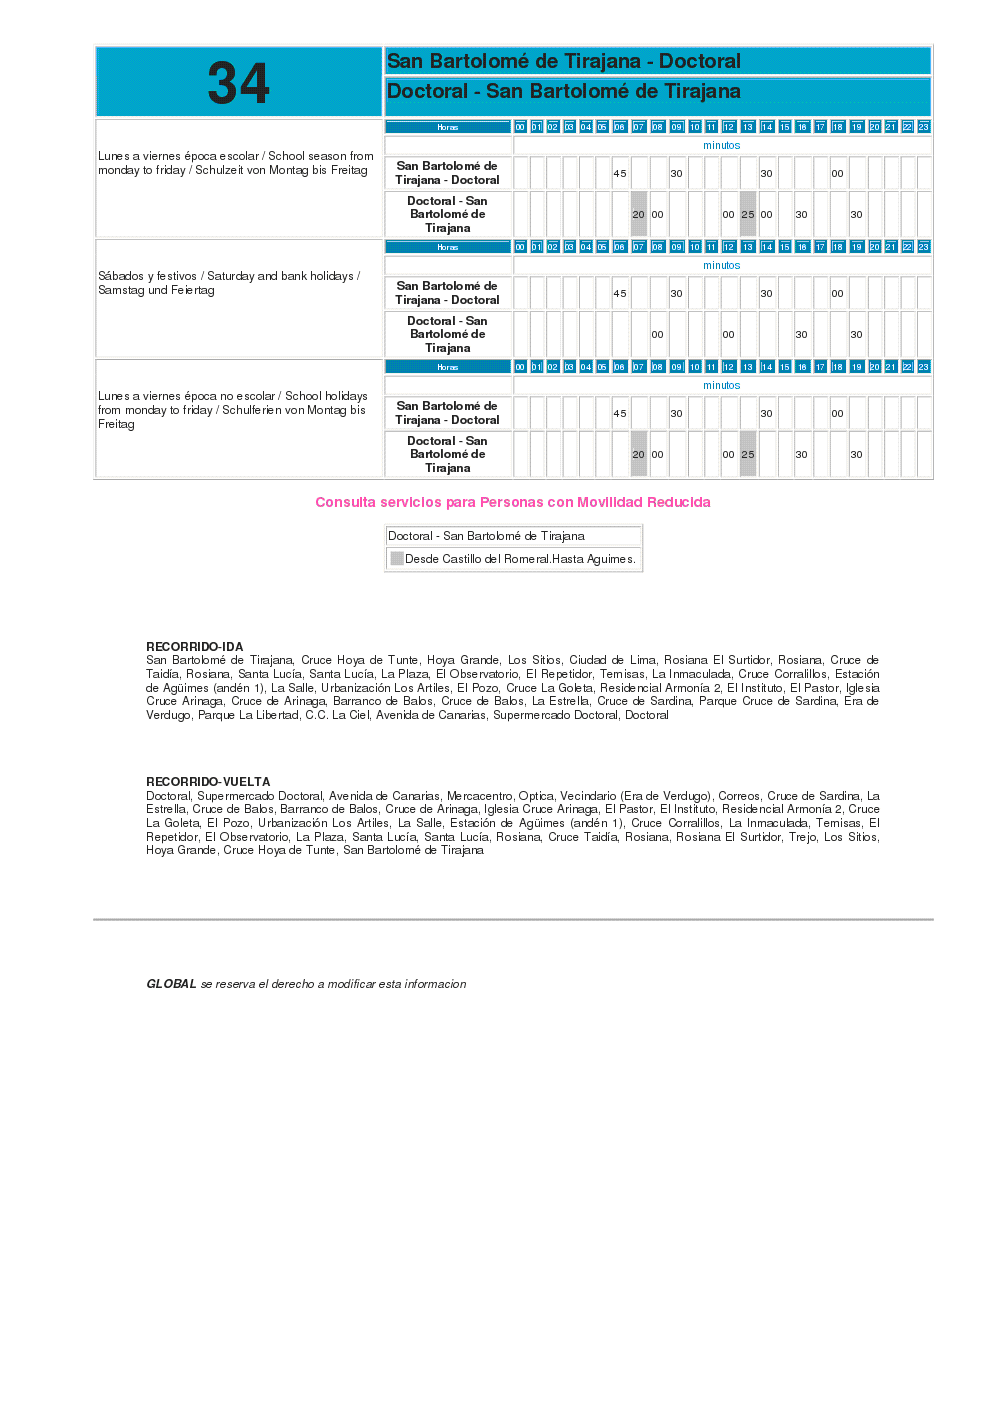 34
San Bartolomé de Tirajana - Doctoral
Doctoral - San Bartolomé de Tirajana
Lunes a viernes época escolar / School season from
monday to friday / Schulzeit von Montag bis Freitag
Horas 00 01 02 03 04 05 06 07 08 09 10 11 12 13 14 15 16 17 18 19 20 21 22 23
minutos
San Bartolomé de
Tirajana - Doctoral
45 30 30 00
Doctoral - San
Bartolomé de
Tirajana
20 00 00 25 00 30 30
Sábados y festivos / Saturday and bank holidays /
Samstag und Feiertag
Horas 00 01 02 03 04 05 06 07 08 09 10 11 12 13 14 15 16 17 18 19 20 21 22 23
minutos
San Bartolomé de
Tirajana - Doctoral
45 30 30 00
Doctoral - San
Bartolomé de
Tirajana
00 00 30 30
Lunes a viernes época no escolar / School holidays
from monday to friday / Schulferien von Montag bis
Freitag
Horas 00 01 02 03 04 05 06 07 08 09 10 11 12 13 14 15 16 17 18 19 20 21 22 23
minutos
San Bartolomé de
Tirajana - Doctoral
45 30 30 00
Doctoral - San
Bartolomé de
Tirajana
20 00 00 25 30 30
Consulta servicios para Personas con Movilidad Reducida
Doctoral - San Bartolomé de Tirajana
Desde Castillo del Romeral.Hasta Aguimes.
RECORRIDO-IDA
San Bartolomé de Tirajana, Cruce Hoya de Tunte, Hoya Grande, Los Sitios, Ciudad de Lima, Rosiana El Surtidor, Rosiana, Cruce de
Taidía, Rosiana, Santa Lucía, Santa Lucía, La Plaza, El Observatorio, El Repetidor, Temisas, La Inmaculada, Cruce Corralillos, Estación
de Agüimes (andén 1), La Salle, Urbanización Los Artiles, El Pozo, Cruce La Goleta, Residencial Armonía 2, El Instituto, El Pastor, Iglesia
Cruce Arinaga, Cruce de Arinaga, Barranco de Balos, Cruce de Balos, La Estrella, Cruce de Sardina, Parque Cruce de Sardina, Era de
Verdugo, Parque La Libertad, C.C. La Ciel, Avenida de Canarias, Supermercado Doctoral, Doctoral
RECORRIDO-VUELTA
Doctoral, Supermercado Doctoral, Avenida de Canarias, Mercacentro, Optica, Vecindario (Era de Verdugo), Correos, Cruce de Sardina, La
Estrella, Cruce de Balos, Barranco de Balos, Cruce de Arinaga, Iglesia Cruce Arinaga, El Pastor, El Instituto, Residencial Armonía 2, Cruce
La Goleta, El Pozo, Urbanización Los Artiles, La Salle, Estación de Agüimes (andén 1), Cruce Corralillos, La Inmaculada, Temisas, El
Repetidor, El Observatorio, La Plaza, Santa Lucía, Santa Lucía, Rosiana, Cruce Taidía, Rosiana, Rosiana El Surtidor, Trejo, Los Sitios,
Hoya Grande, Cruce Hoya de Tunte, San Bartolomé de Tirajana
GLOBAL se reserva el derecho a modificar esta informacion